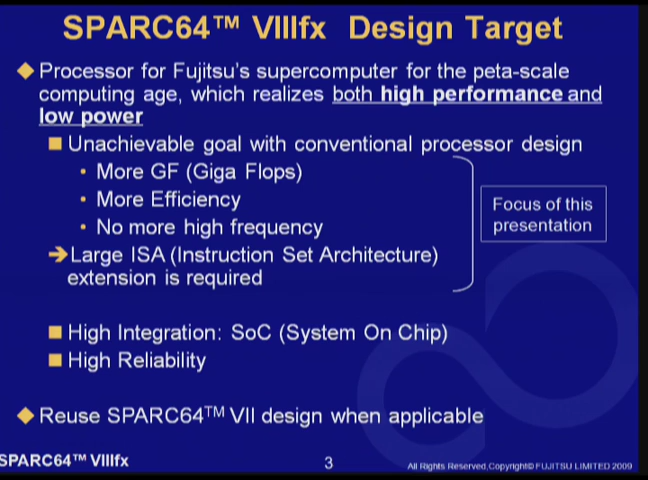 SPARC64™ VIIIfx Design Target
Processor for Fujitsu's supercomputer for the peta-scale
computing age, which realizes both high performance and
low power
Unachievable goal with conventional processor design
• More GF (Giga Flops)
• More Efficiency
• No more high frequency
Focus of this
presentation
➔Large ISA (Instruction Set Architecture)
extension is required
High Integration: SoC (System On Chip)
High Reliability
Reuse SPARC64™ VII design when applicable
SPARC64™ VIIIfx
3
All Rights Reserved,Copyright© FUJITSU LIMITED 2009